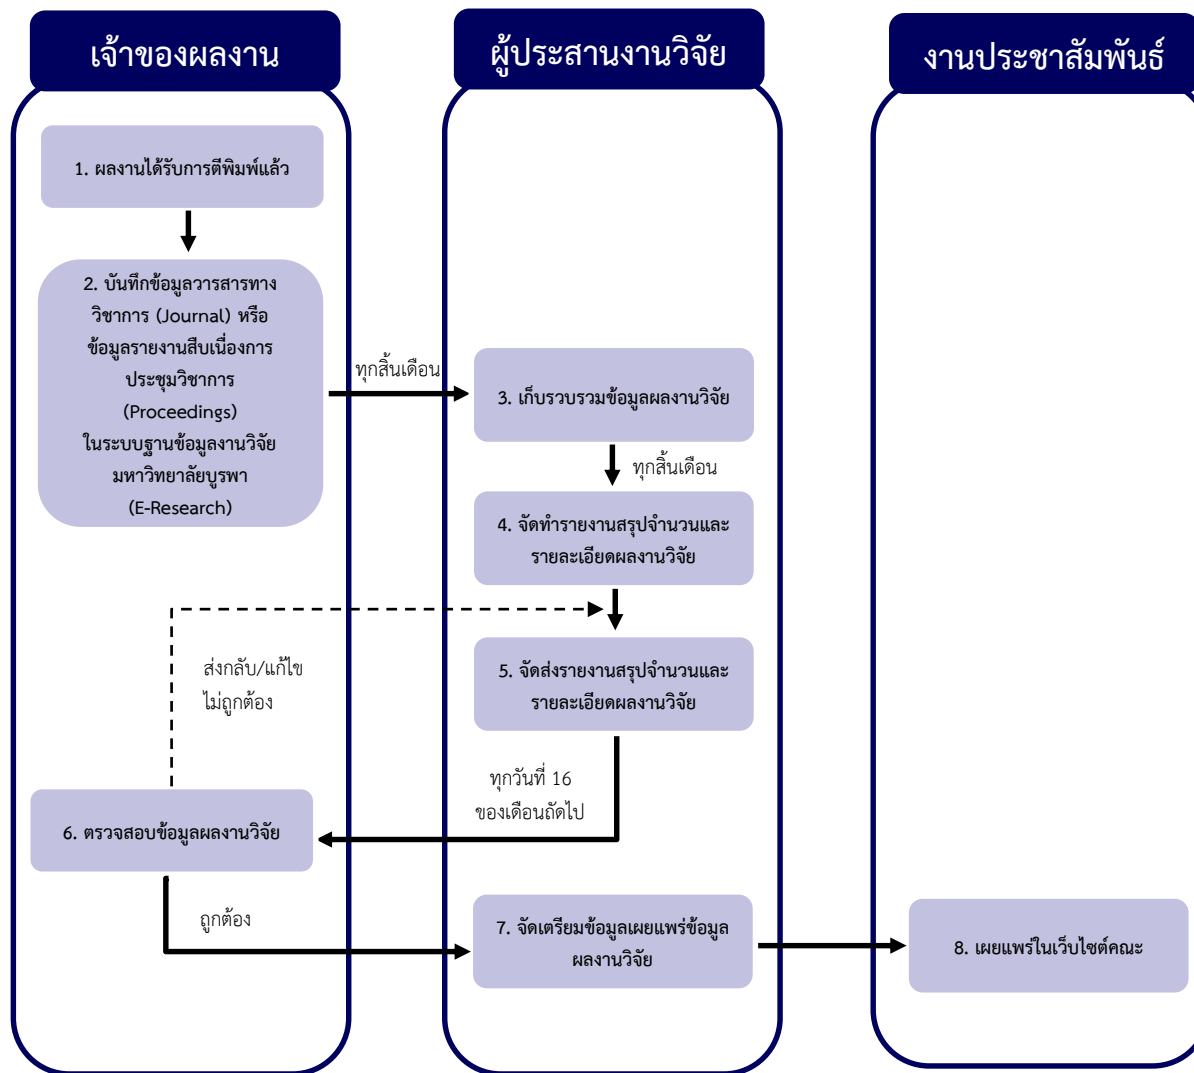 เจ้าของผลงาน
ผู้ประสานงานวิจัย
งานประชาสัมพันธ์
1. ผลงานได้รับการตีพิมพ์แล้ว
2. บันทึกข้อมูลวารสารทาง
วิชาการ (Journal) หรือ
ข้อมูลรายงานสืบเนื่องการ
ประชุมวิชาการ
(Proceedings)
ในระบบฐานข้อมูลงานวิจัย
มหาวิทยาลัยบูรพา
(E-Research)
ทุกสิ้นเดือน
3. เก็บรวบรวมข้อมูลผลงานวิจัย
ทุกสิ้นเดือน
4. จัดทำรายงานสรุปจำนวนและ
รายละเอียดผลงานวิจัย
ส่งกลับ/แก้ไข
ไม่ถูกต้อง
5. จัดส่งรายงานสรุปจำนวนและ
รายละเอียดผลงานวิจัย
ทุกวันที่ 16
ของเดือนถัดไป
6. ตรวจสอบข้อมูลผลงานวิจัย
ถูกต้อง
7. จัดเตรียมข้อมูลเผยแพร่ข้อมูล
ผลงานวิจัย
8. เผยแพร่ในเว็บไซต์คณะ